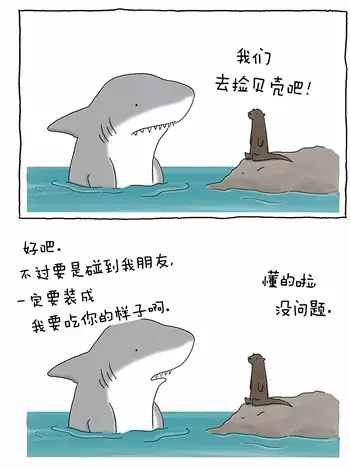 我们
去捡贝壳吧！
好吧。
不过要是碰到我朋友，
一定要装成
我要吃你的样子啊。
懂的啦
没问题.